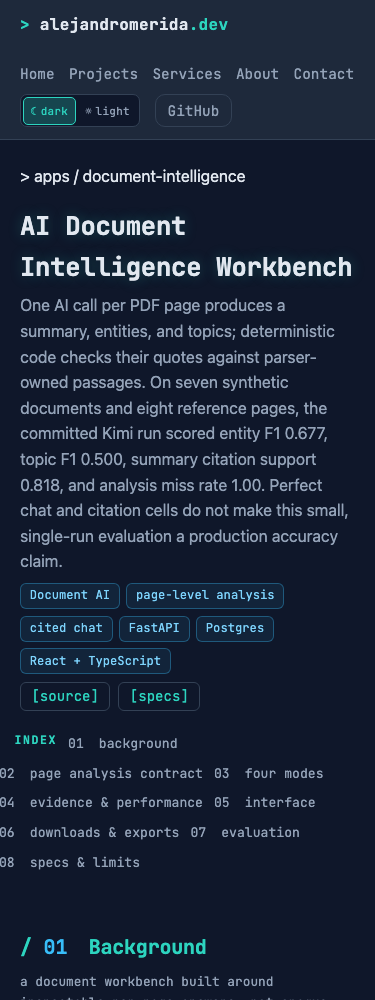 > alejandromerida.dev
Home Projects Services About Contact
☾ dark ☼ light GitHub
> apps / document-intelligence
AI Document
Intelligence Workbench
One AI call per PDF page produces a
summary, entities, and topics; deterministic
code checks their quotes against parser-
owned passages. On seven synthetic
documents and eight reference pages, the
committed Kimi run scored entity F1 0.677,
topic F1 0.500, summary citation support
0.818, and analysis miss rate 1.00. Perfect
chat and citation cells do not make this small,
single-run evaluation a production accuracy
claim.
Document AI page-level analysis
cited chat FastAPI Postgres
React + TypeScript
[source] [specs]
INDEX 01 background
02 page analysis contract 03 four modes
04 evidence & performance 05 interface
06 downloads & exports 07 evaluation
08 specs & limits
/ 01 Background
a document workbench built around